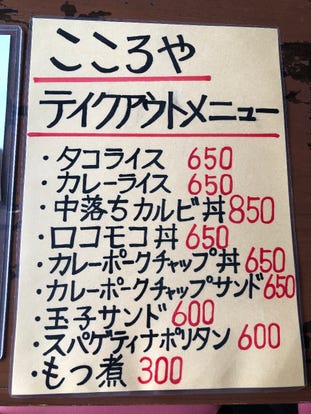 こころや
テイクアウトメニュー
・タコライス 650
・カレーライス 650
・中落ちカルビ丼 850
・ロコモコ丼 650
・カレーポークチャップ丼 650
・カレーポークチャップサンド 650
・玉子サンド 600
・スパゲティナポリタン 600
・もつ煮 300